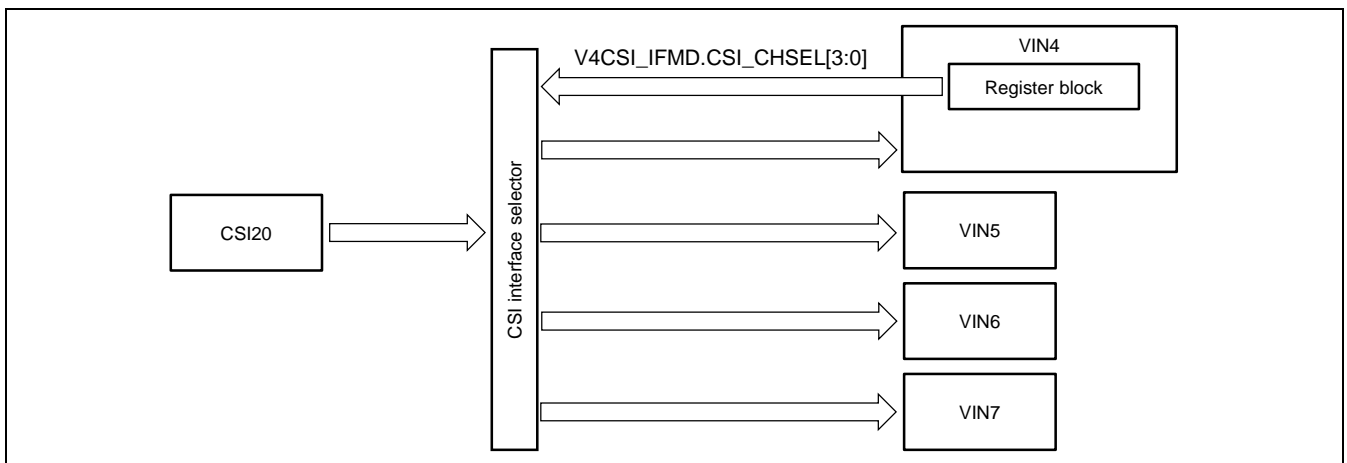 VIN4
V4CSI_IFMD.CSI_CHSEL[3:0]
Register block
CSI interface selector
CSI20
VIN5
VIN6
VIN7